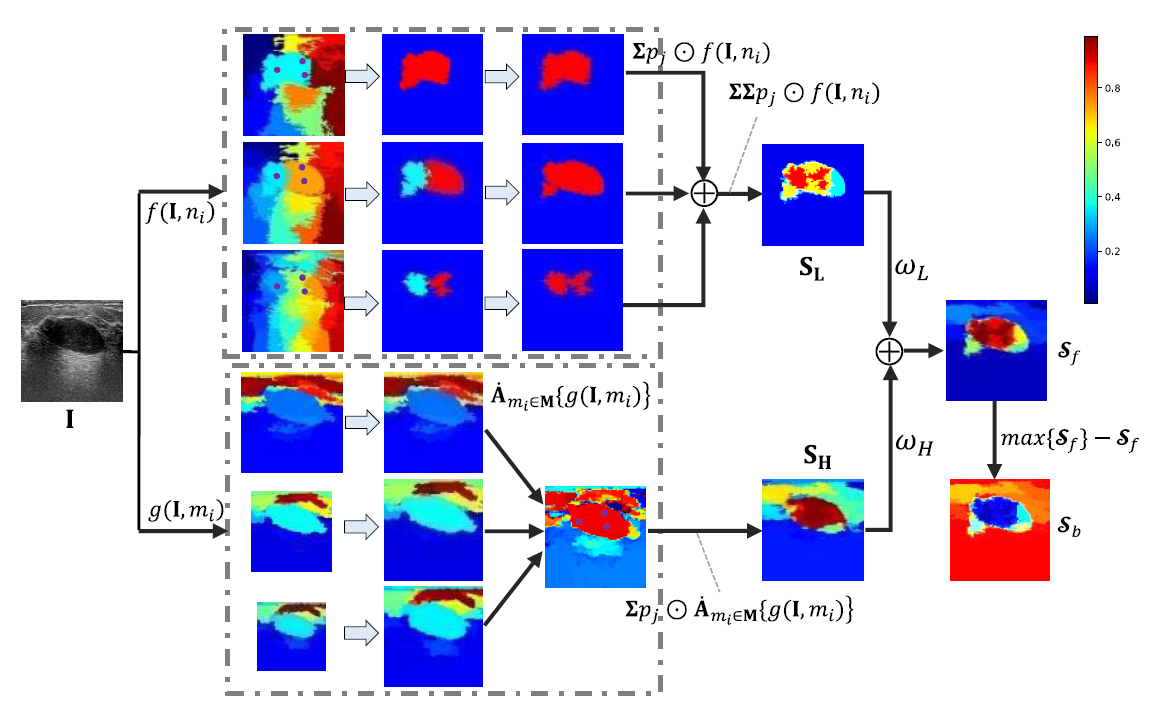 Σp_j ⊙ f(I, n_i)
ΣΣp_j ⊙ f(I, n_i)
0.8
0.6
0.4
0.2
f(I, n_i)
S_L
ω_L
I
S_f
Ȧ_{m_i∈M}{g(I, m_i)}
max{S_f} − S_f
S_H
ω_H
g(I, m_i)
S_b
Σp_j ⊙ Ȧ_{m_i∈M}{g(I, m_i)}